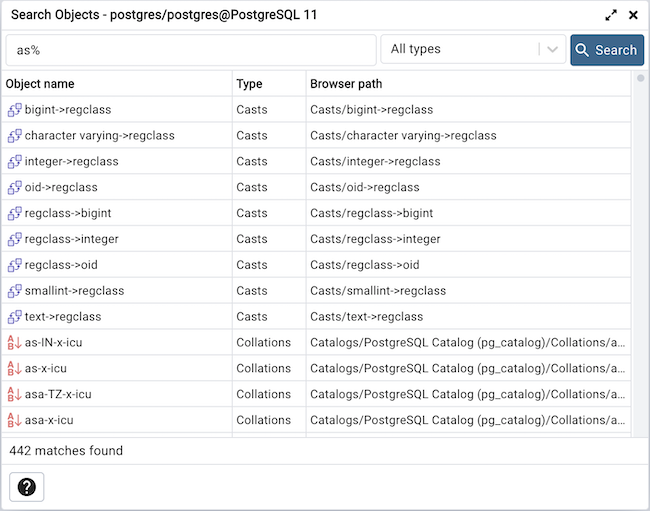 Search Objects - postgres/postgres@PostgreSQL 11
as% All types Search
Object name Type Browser path
bigint->regclass Casts Casts/bigint->regclass
character varying->regclass Casts Casts/character varying->regclass
integer->regclass Casts Casts/integer->regclass
oid->regclass Casts Casts/oid->regclass
regclass->bigint Casts Casts/regclass->bigint
regclass->integer Casts Casts/regclass->integer
regclass->oid Casts Casts/regclass->oid
smallint->regclass Casts Casts/smallint->regclass
text->regclass Casts Casts/text->regclass
as-IN-x-icu Collations Catalogs/PostgreSQL Catalog (pg_catalog)/Collations/a...
as-x-icu Collations Catalogs/PostgreSQL Catalog (pg_catalog)/Collations/a...
asa-TZ-x-icu Collations Catalogs/PostgreSQL Catalog (pg_catalog)/Collations/a...
asa-x-icu Collations Catalogs/PostgreSQL Catalog (pg_catalog)/Collations/a...
442 matches found
?